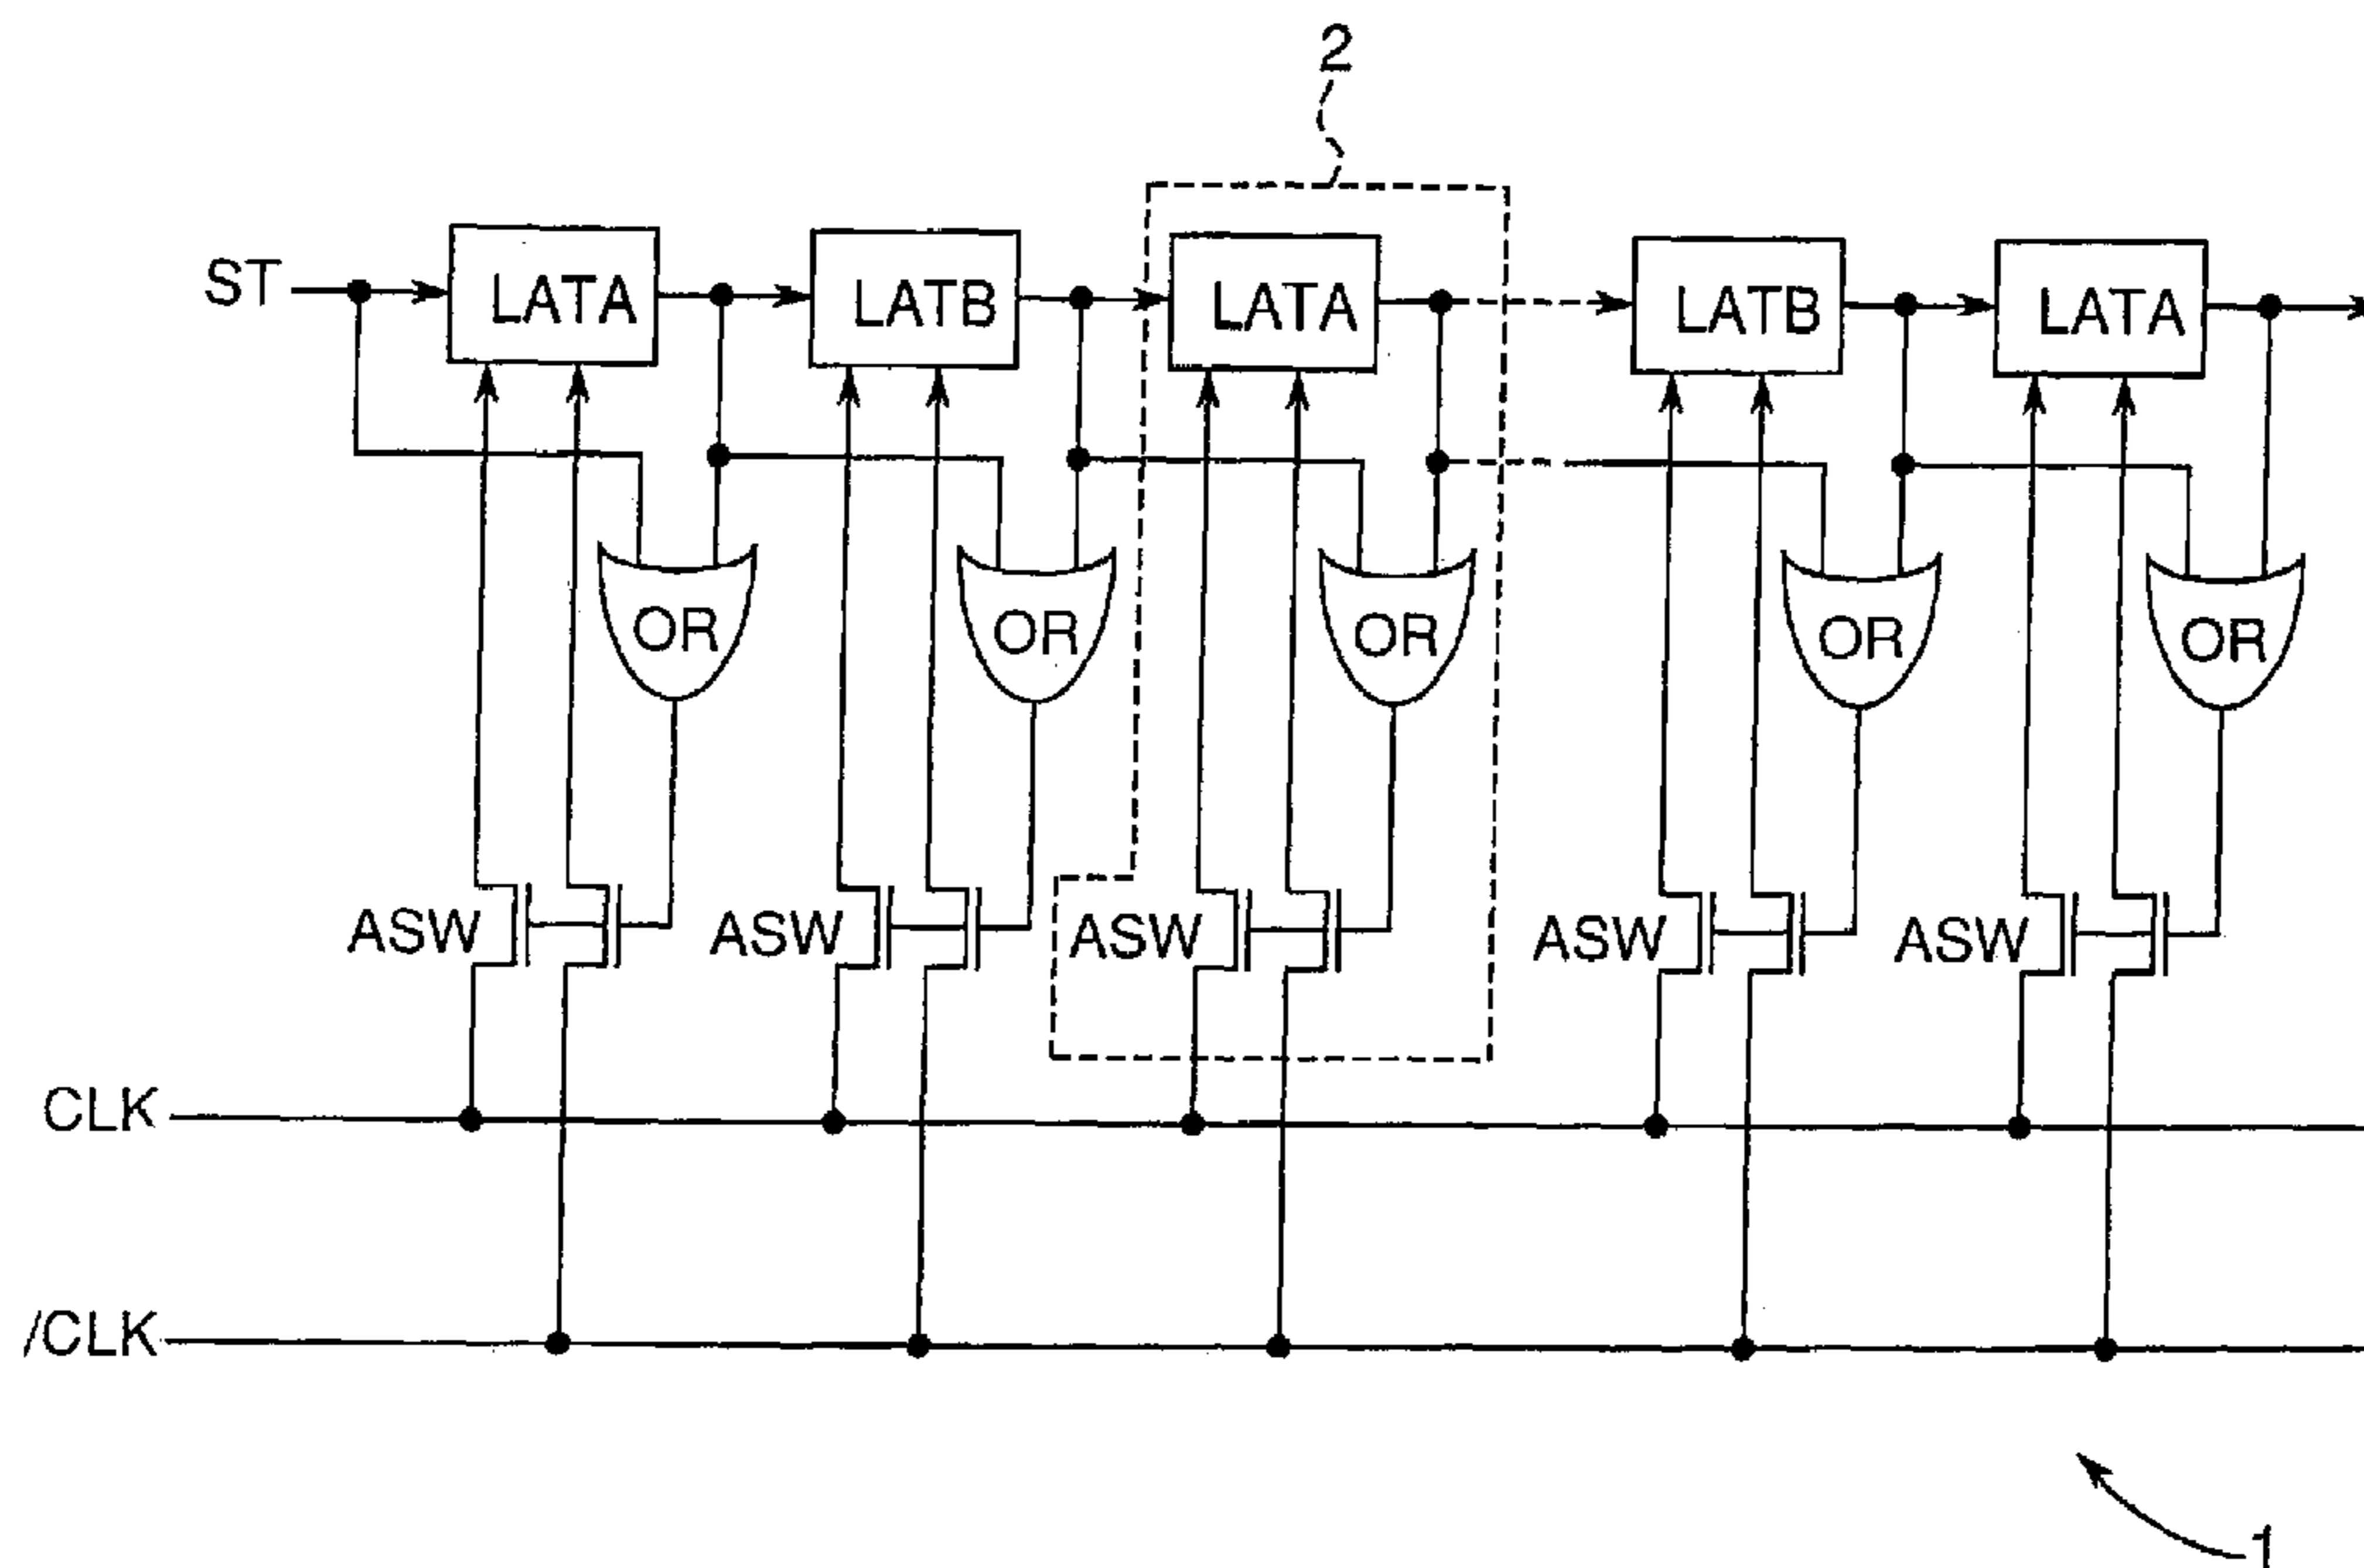 2
ST LATA LATB LATA LATB LATA
OR OR OR OR OR
ASW ASW ASW ASW ASW
CLK
/CLK
1